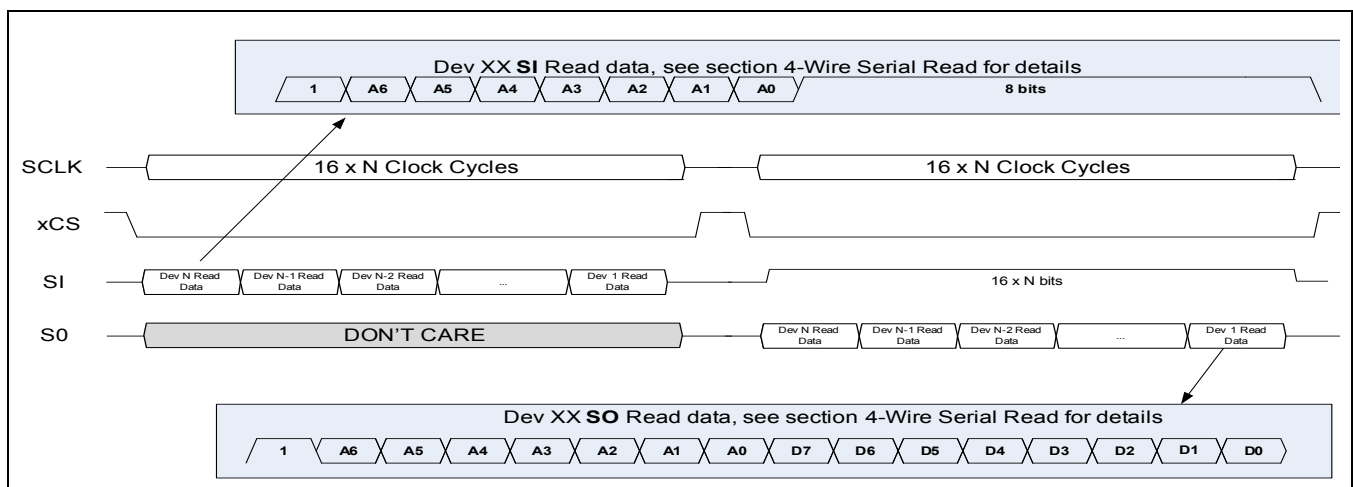 Dev XX SI Read data, see section 4-Wire Serial Read for details
1 A6 A5 A4 A3 A2 A1 A0 8 bits
SCLK 16 x N Clock Cycles 16 x N Clock Cycles
xCS
SI Dev N Read Data Dev N-1 Read Data Dev N-2 Read Data ... Dev 1 Read Data 16 x N bits
S0 DON'T CARE Dev N Read Data Dev N-1 Read Data Dev N-2 Read Data ... Dev 1 Read Data
Dev XX SO Read data, see section 4-Wire Serial Read for details
1 A6 A5 A4 A3 A2 A1 A0 D7 D6 D5 D4 D3 D2 D1 D0